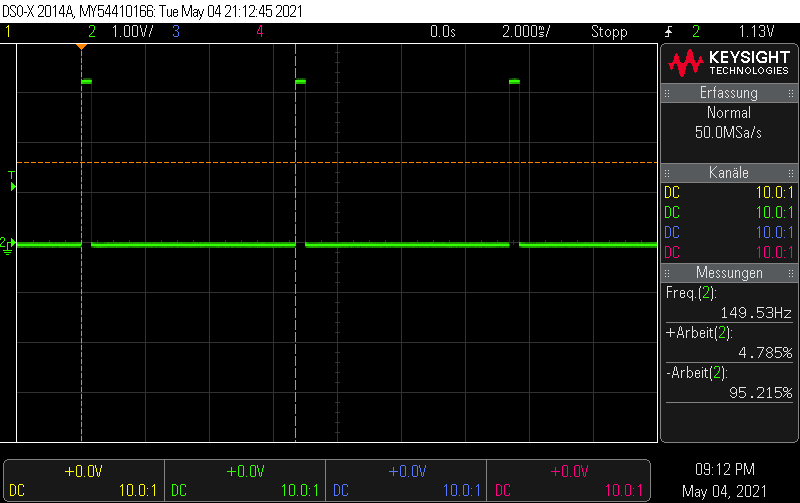 DSO-X 2014A, MY54410166: Tue May 04 21:12:45 2021
1 2 1.00V/ 3 4 0.0s 2.000ms/ Stopp 2 1.13V
KEYSIGHT
TECHNOLOGIES
Erfassung
Normal
50.0MSa/s
Kanäle
DC 10.0:1
DC 10.0:1
DC 10.0:1
DC 10.0:1
Messungen
Freq.(2):
149.53Hz
+Arbeit(2):
4.785%
-Arbeit(2):
95.215%
T
2
+0.0V +0.0V +0.0V +0.0V
DC 10.0:1 DC 10.0:1 DC 10.0:1 DC 10.0:1
09:12 PM
May 04, 2021